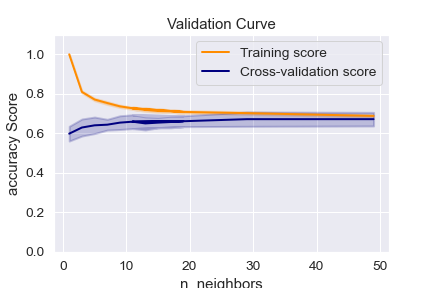 Validation Curve
Training score
Cross-validation score
accuracy Score
1.0
0.8
0.6
0.4
0.2
0.0
0 10 20 30 40 50
n_neighbors